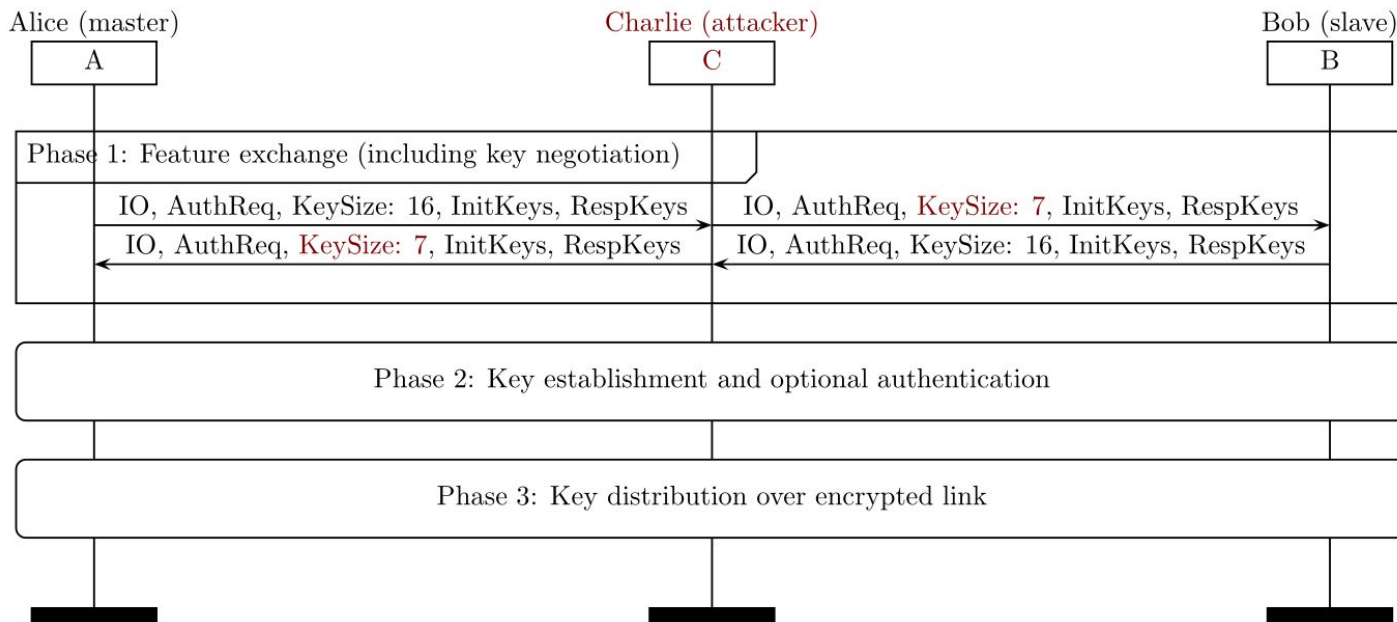 Alice (master)
Charlie (attacker)
Bob (slave)
A
C
B
Phase 1: Feature exchange (including key negotiation)
IO, AuthReq, KeySize: 16, InitKeys, RespKeys
IO, AuthReq, KeySize: 7, InitKeys, RespKeys
IO, AuthReq, KeySize: 7, InitKeys, RespKeys
IO, AuthReq, KeySize: 16, InitKeys, RespKeys
Phase 2: Key establishment and optional authentication
Phase 3: Key distribution over encrypted link